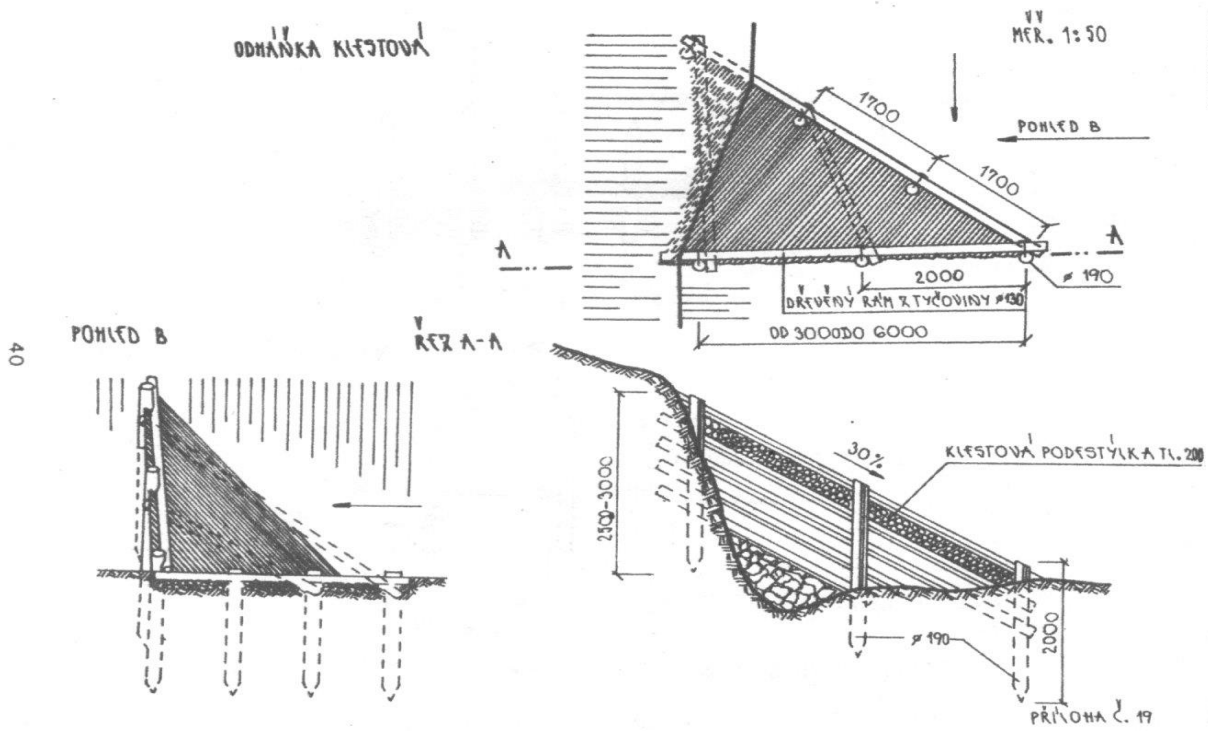 ODHÁŇKA KLESTOVÁ
MĚŘ. 1:50
1700
POHLED B
1700
A
A
2000
ø 190
DŘEVĚNÝ RÁM Z TYČOVINY ø130
OD 3000 DO 6000
POHLED B
ŘEZ A-A
40
30%
KLESTOVÁ PODESTÝLKA TL. 200
2500-3000
ø 190
2000
PŘÍLOHA Č. 19